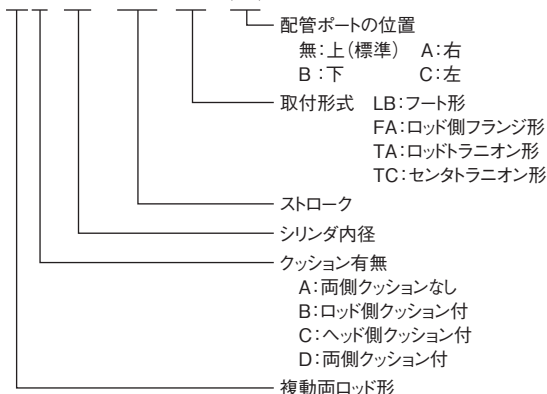 配管ポートの位置
無：上（標準） A：右
B：下 C：左
取付形式 LB：フート形
FA：ロッド側フランジ形
TA：ロッドトラニオン形
TC：センタトラニオン形
ストローク
シリンダ内径
クッション有無
A：両側クッションなし
B：ロッド側クッション付
C：ヘッド側クッション付
D：両側クッション付
複動両ロッド形